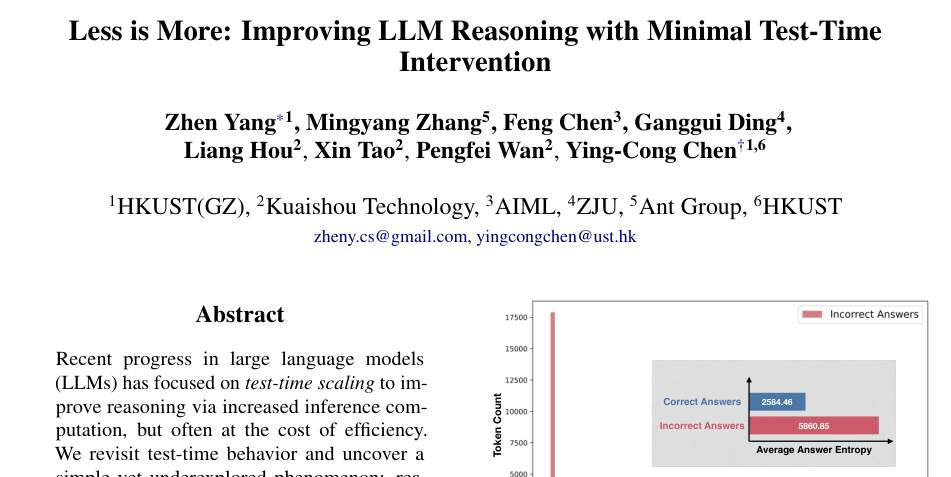 Less is More: Improving LLM Reasoning with Minimal Test-Time
Intervention
Zhen Yang*1, Mingyang Zhang5, Feng Chen3, Ganggui Ding4,
Liang Hou2, Xin Tao2, Pengfei Wan2, Ying-Cong Chen†1,6
1HKUST(GZ), 2Kuaishou Technology, 3AIML, 4ZJU, 5Ant Group, 6HKUST
zheny.cs@gmail.com, yingcongchen@ust.hk
Abstract
Recent progress in large language models
(LLMs) has focused on test-time scaling to im-
prove reasoning via increased inference com-
putation, but often at the cost of efficiency.
We revisit test-time behavior and uncover a
simple yet underexplored phenomenon: rea-
Incorrect Answers
17500
15000
12500
10000
7500
5000
Token Count
Correct Answers
2584.46
Incorrect Answers
5860.85
Average Answer Entropy